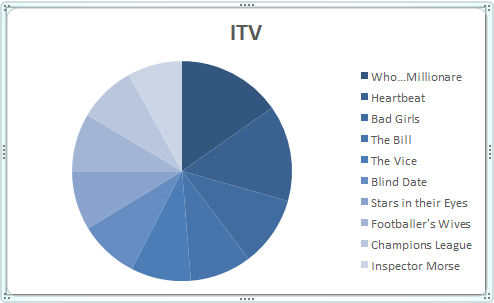 ITV
Who...Millionare
Heartbeat
Bad Girls
The Bill
The Vice
Blind Date
Stars in their Eyes
Footballer's Wives
Champions League
Inspector Morse